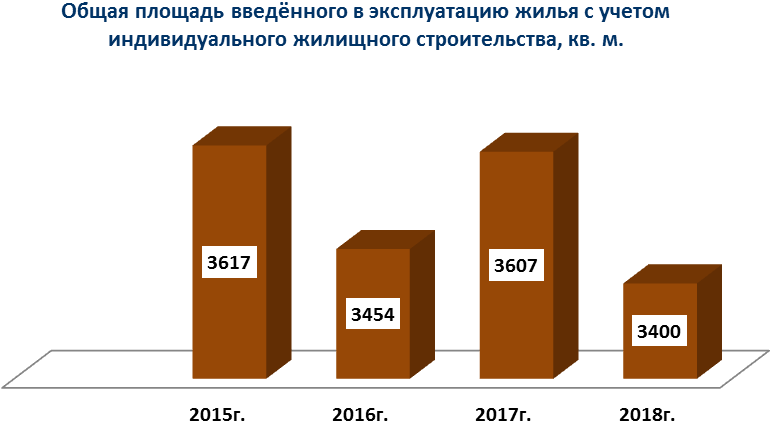 Общая площадь введённого в эксплуатацию жилья с учетом
индивидуального жилищного строительства, кв. м.
3617
3454
3607
3400
2015г.
2016г.
2017г.
2018г.